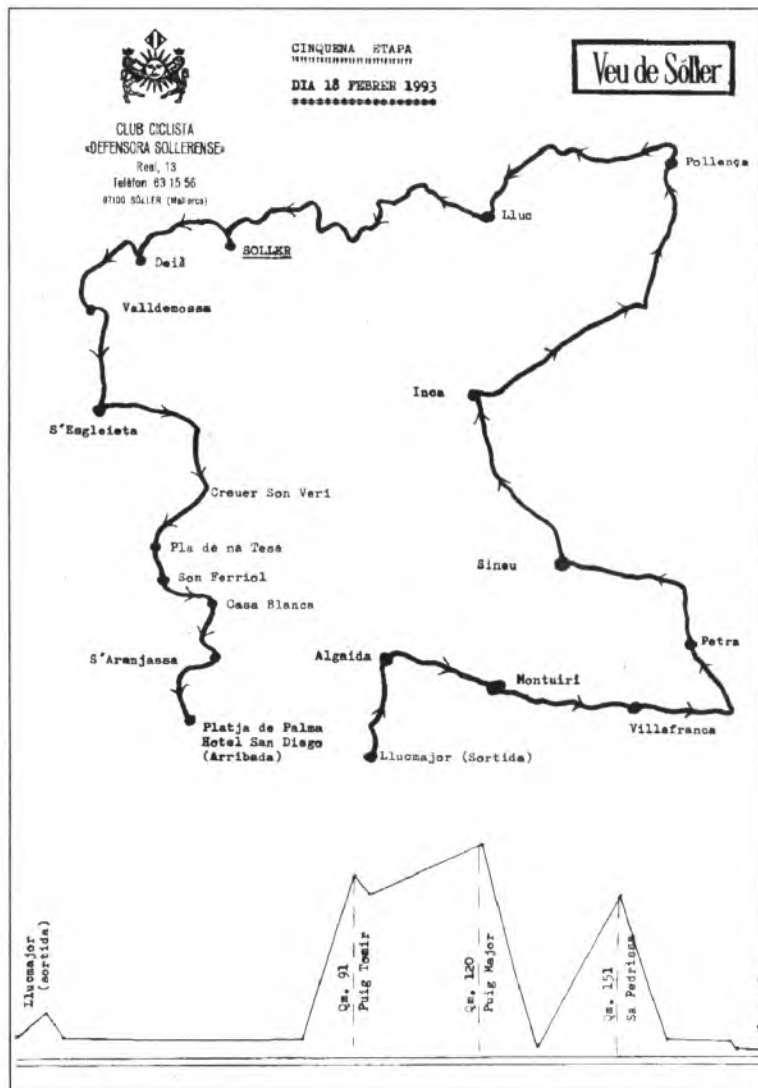 CINQUENA ETAPA
DIA 18 FEBRER 1993
Veu de Sóller
CLUB CICLISTA
«DEFENSORA SOLLERENSE»
Real, 13
Telèfon 63 15 56
07100 SÓLLER (Mallorca)
Pollença
Lluc
SOLLER
Deià
Valldemossa
Inca
S'Esgleieta
Creuer Son Veri
Pla de na Tesa
Sineu
Son Ferriol
Casa Blanca
Petra
S'Aranjassa
Algaida
Montuiri
Villafranca
Platja de Palma
Hotel San Diego
(Arribada)
Llucmajor (Sortida)
Llucmajor
(sortida)
Qm. 91
Puig Tomir
Qm. 120
Puig Major
Qm. 151
Sa Pedrissa